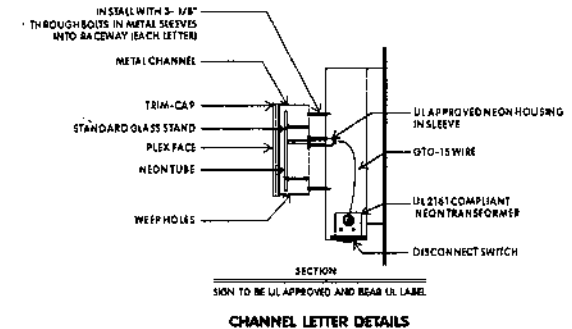 INSTALL WITH 3- 1/8"
THROUGH BOLTS IN METAL SLEEVES
INTO RACEWAY (EACH LETTER)
METAL CHANNEL
TRIM-CAP
STANDARD GLASS STAND
PLEX FACE
NEON TUBE
WEEP HOLES
UL APPROVED NEON HOUSING
IN SLEEVE
GTO-15 WIRE
UL2161 COMPLIANT
NEON TRANSFORMER
DISCONNECT SWITCH
SECTION
SIGN TO BE UL APPROVED AND BEAR UL LABEL
CHANNEL LETTER DETAILS